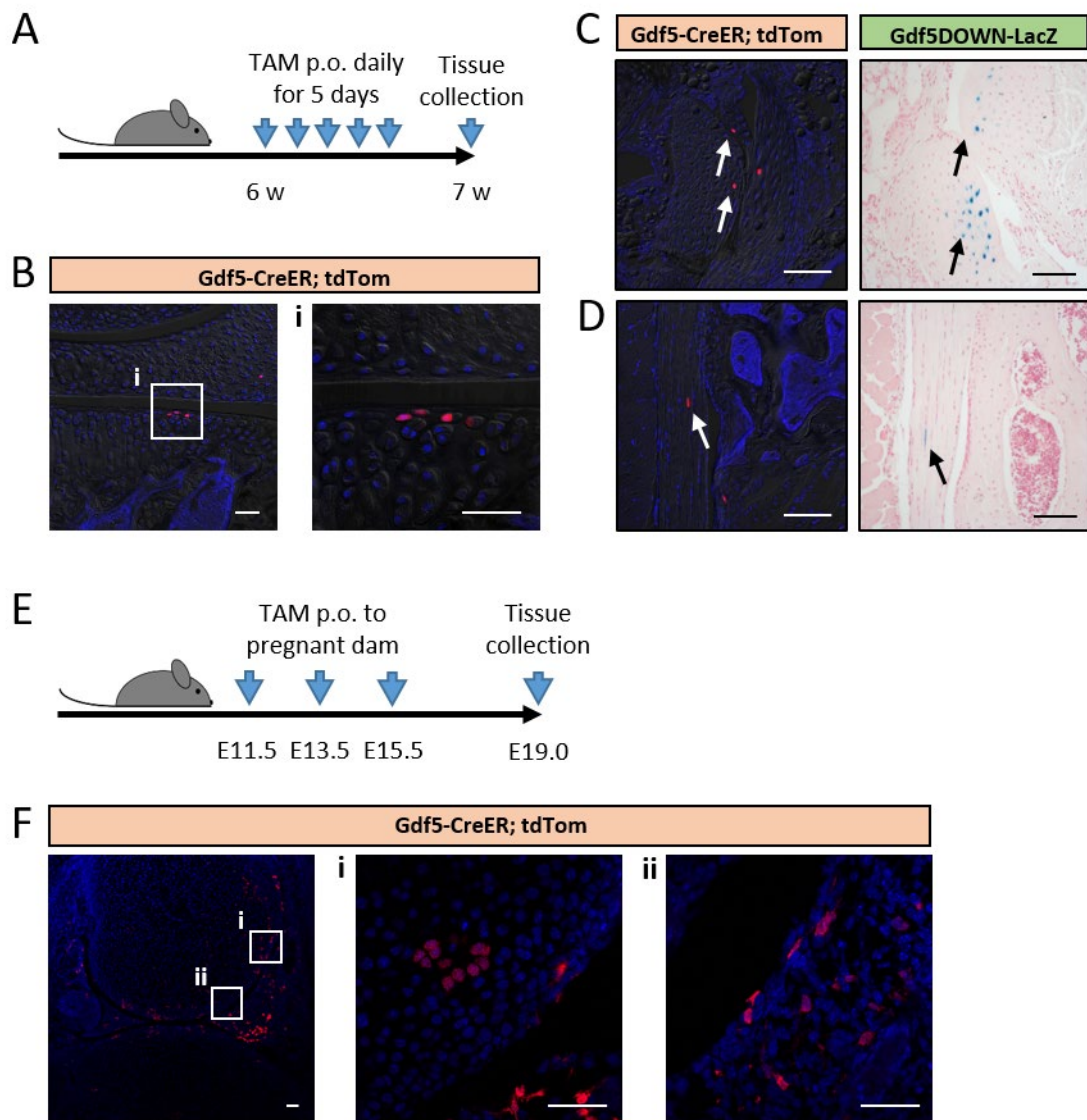 A
TAM p.o. daily
for 5 days
Tissue
collection
6 w
7 w
B
Gdf5-CreER; tdTom
i
i
C
Gdf5-CreER; tdTom
Gdf5DOWN-LacZ
D
E
TAM p.o. to
pregnant dam
Tissue
collection
E11.5
E13.5
E15.5
E19.0
F
Gdf5-CreER; tdTom
i
ii
i
ii